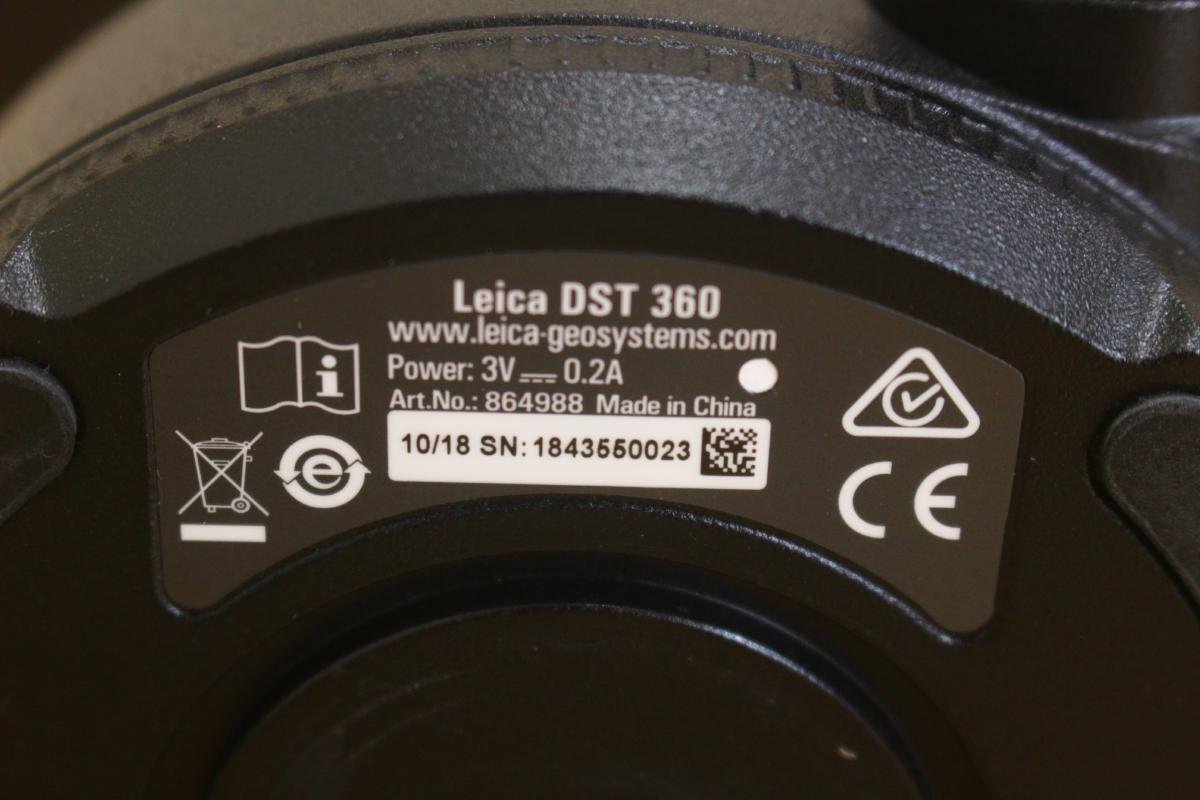 Leica DST 360
www.leica-geosystems.com
Power: 3V⎓0.2A
Art.No.: 864988 Made in China
10/18 SN: 1843550023
CE